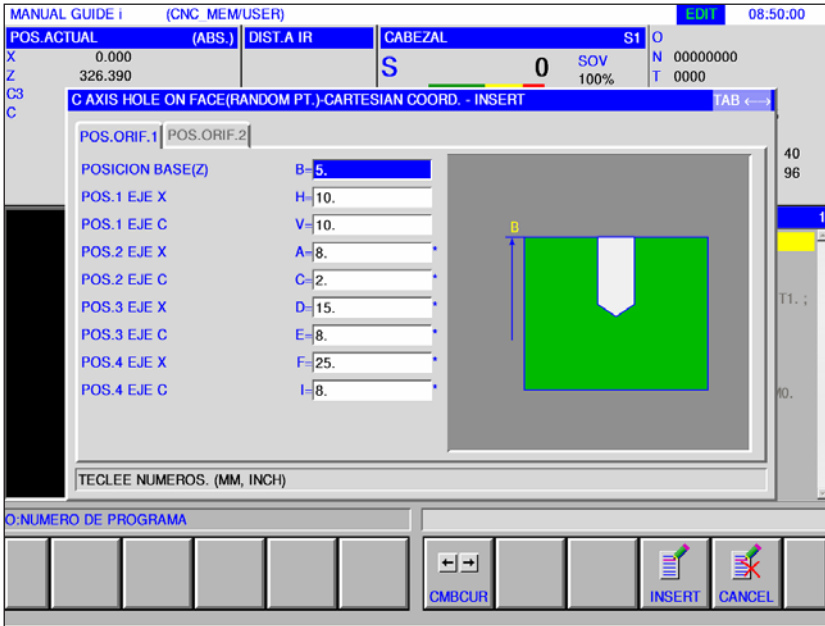 MANUAL GUIDE i (CNC_MEM/USER) EDIT 08:50:00
POS.ACTUAL (ABS.) DIST.A IR CABEZAL S1 O
X 0.000 S 0 SOV N 00000000
Z 326.390 100% T 0000
C3
C
C AXIS HOLE ON FACE(RANDOM PT.)-CARTESIAN COORD. - INSERT TAB ←→
POS.ORIF.1 POS.ORIF.2
POSICION BASE(Z) B=5.
POS.1 EJE X H=10.
POS.1 EJE C V=10.
POS.2 EJE X A=8. *
POS.2 EJE C C=2. *
POS.3 EJE X D=15. *
POS.3 EJE C E=8. *
POS.4 EJE X F=25. *
POS.4 EJE C I=8. *
B
40
96
1
T1. ;
M0.
TECLEE NUMEROS. (MM, INCH)
O:NUMERO DE PROGRAMA
CMBCUR INSERT CANCEL